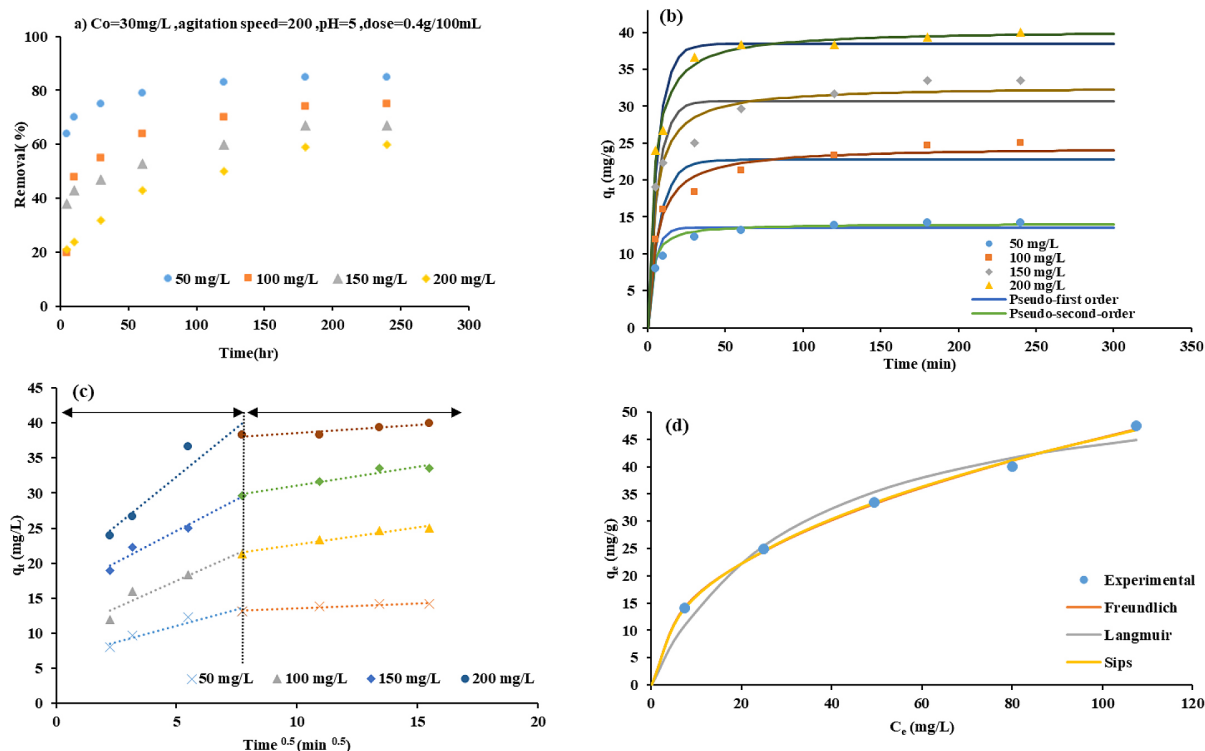 a) Co=30mg/L ,agitation speed=200 ,pH=5 ,dose=0.4g/100mL
100
80
60
40
20
0
Removal( %)
50 mg/L
100 mg/L
150 mg/L
200 mg/L
0
50
100
150
200
250
300
Time(hr)
b)
40
35
30
25
20
15
10
5
0
qt (mg/g)
50 mg/L
100 mg/L
150 mg/L
200 mg/L
Pseudo-first order
Pseudo-second-order
0
50
100
150
200
250
300
350
Time (min)
(c)
45
40
35
30
25
20
15
10
5
0
qt (mg/L)
50 mg/L
100 mg/L
150 mg/L
200 mg/L
0
5
10
15
20
Time 0.5 (min 0.5)
(d)
50
45
40
35
30
25
20
15
10
5
0
qe (mg/g)
Experimental
Freundlich
Langmuir
Sips
0
20
40
60
80
100
120
Ce (mg/L)